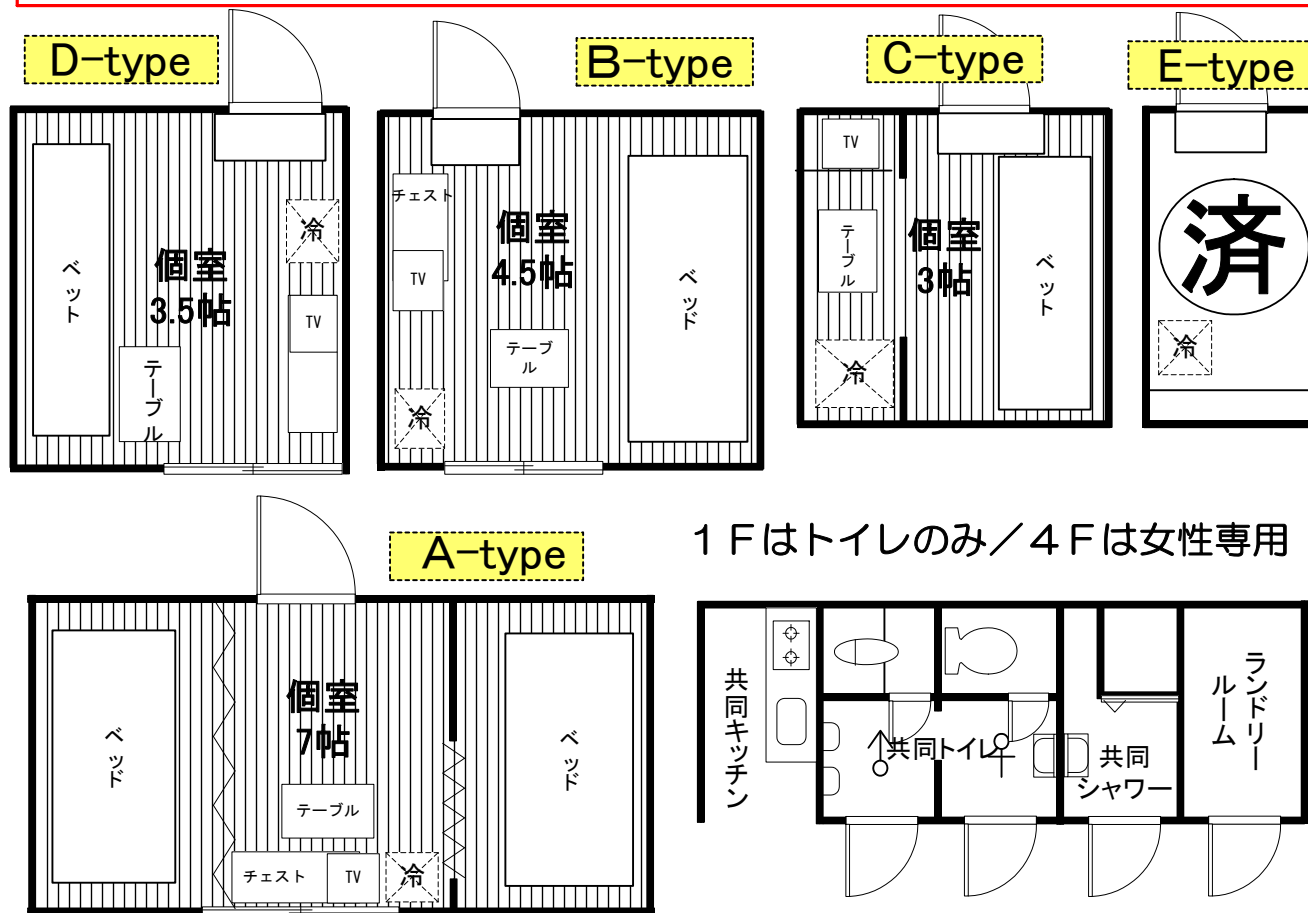 D-type
B-type
C-type
E-type
ベット
個室
3.5帖
冷
TV
テーブル
チェスト
TV
個室
4.5帖
テーブ
ル
冷
ベッド
TV
テーブル
冷
個室
3帖
ベット
済
冷
A-type
1Fはトイレのみ/4Fは女性専用
ベッド
個室
7帖
テーブル
チェスト
TV
冷
ベッド
共同キッチン
共同トイレ
共同
シャワー
ランドリー
ルーム